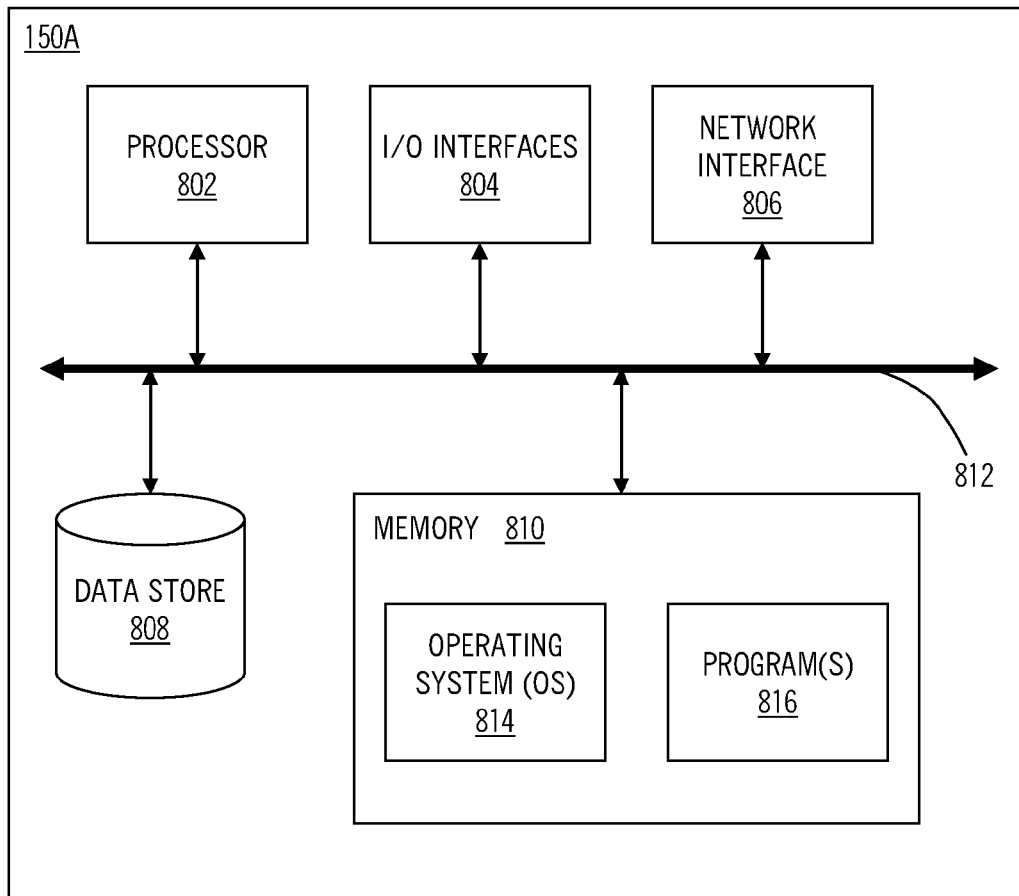 150A
PROCESSOR
802
I/O INTERFACES
804
NETWORK
INTERFACE
806
812
DATA STORE
808
MEMORY 810
OPERATING
SYSTEM (OS)
814
PROGRAM(S)
816